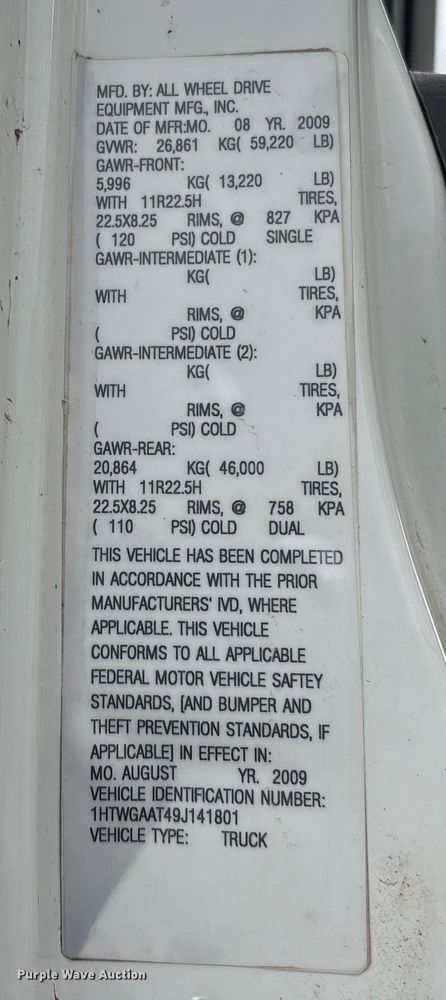 MFD. BY: ALL WHEEL DRIVE
EQUIPMENT MFG., INC.
DATE OF MFR:MO. 08 YR. 2009
GVWR: 26,861 KG( 59,220 LB)
GAWR-FRONT:
5,996 KG( 13,220 LB)
WITH 11R22.5H TIRES,
22.5X8.25 RIMS, @ 827 KPA
( 120 PSI) COLD SINGLE
GAWR-INTERMEDIATE (1):
KG( LB)
WITH TIRES,
RIMS, @ KPA
( PSI) COLD
GAWR-INTERMEDIATE (2):
KG( LB)
WITH TIRES,
RIMS, @ KPA
( PSI) COLD
GAWR-REAR:
20,864 KG( 46,000 LB)
WITH 11R22.5H TIRES,
22.5X8.25 RIMS, @ 758 KPA
( 110 PSI) COLD DUAL
THIS VEHICLE HAS BEEN COMPLETED
IN ACCORDANCE WITH THE PRIOR
MANUFACTURERS' IVD, WHERE
APPLICABLE. THIS VEHICLE
CONFORMS TO ALL APPLICABLE
FEDERAL MOTOR VEHICLE SAFTEY
STANDARDS, [AND BUMPER AND
THEFT PREVENTION STANDARDS, IF
APPLICABLE] IN EFFECT IN:
MO. AUGUST YR. 2009
VEHICLE IDENTIFICATION NUMBER:
1HTWGAAT49J141801
VEHICLE TYPE: TRUCK
Purple Wave Auction